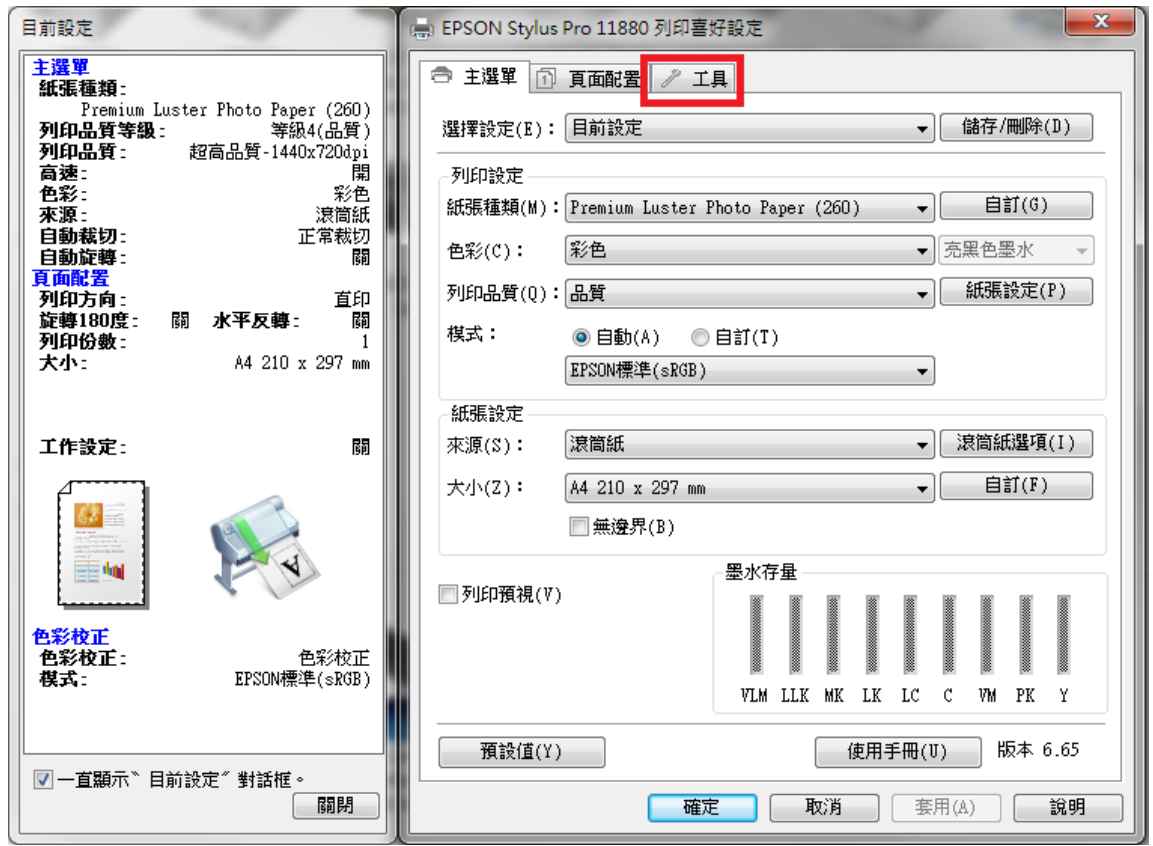 目前設定
主選單
紙張種類:
Premium Luster Photo Paper (260)
列印品質等級: 等級4(品質)
列印品質: 超高品質-1440x720dpi
高速: 開
色彩: 彩色
來源: 滾筒紙
自動裁切: 正常裁切
自動旋轉: 關
頁面配置
列印方向: 直印
旋轉180度: 關 水平反轉: 關
列印份數: 1
大小: A4 210 x 297 mm
工作設定: 關
色彩校正
色彩校正: 色彩校正
模式: EPSON標準(sRGB)
一直顯示〝目前設定〞對話框。
關閉
EPSON Stylus Pro 11880 列印喜好設定
主選單 頁面配置 工具
選擇設定(E): 目前設定 儲存/刪除(D)
列印設定
紙張種類(M): Premium Luster Photo Paper (260) 自訂(G)
色彩(C): 彩色 亮黑色墨水
列印品質(Q): 品質 紙張設定(P)
模式: 自動(A) 自訂(T)
EPSON標準(sRGB)
紙張設定
來源(S): 滾筒紙 滾筒紙選項(I)
大小(Z): A4 210 x 297 mm 自訂(F)
無邊界(B)
列印預視(V)
墨水存量
VLM LLK MK LK LC C VM PK Y
預設值(Y) 使用手冊(U) 版本 6.65
確定 取消 套用(A) 說明